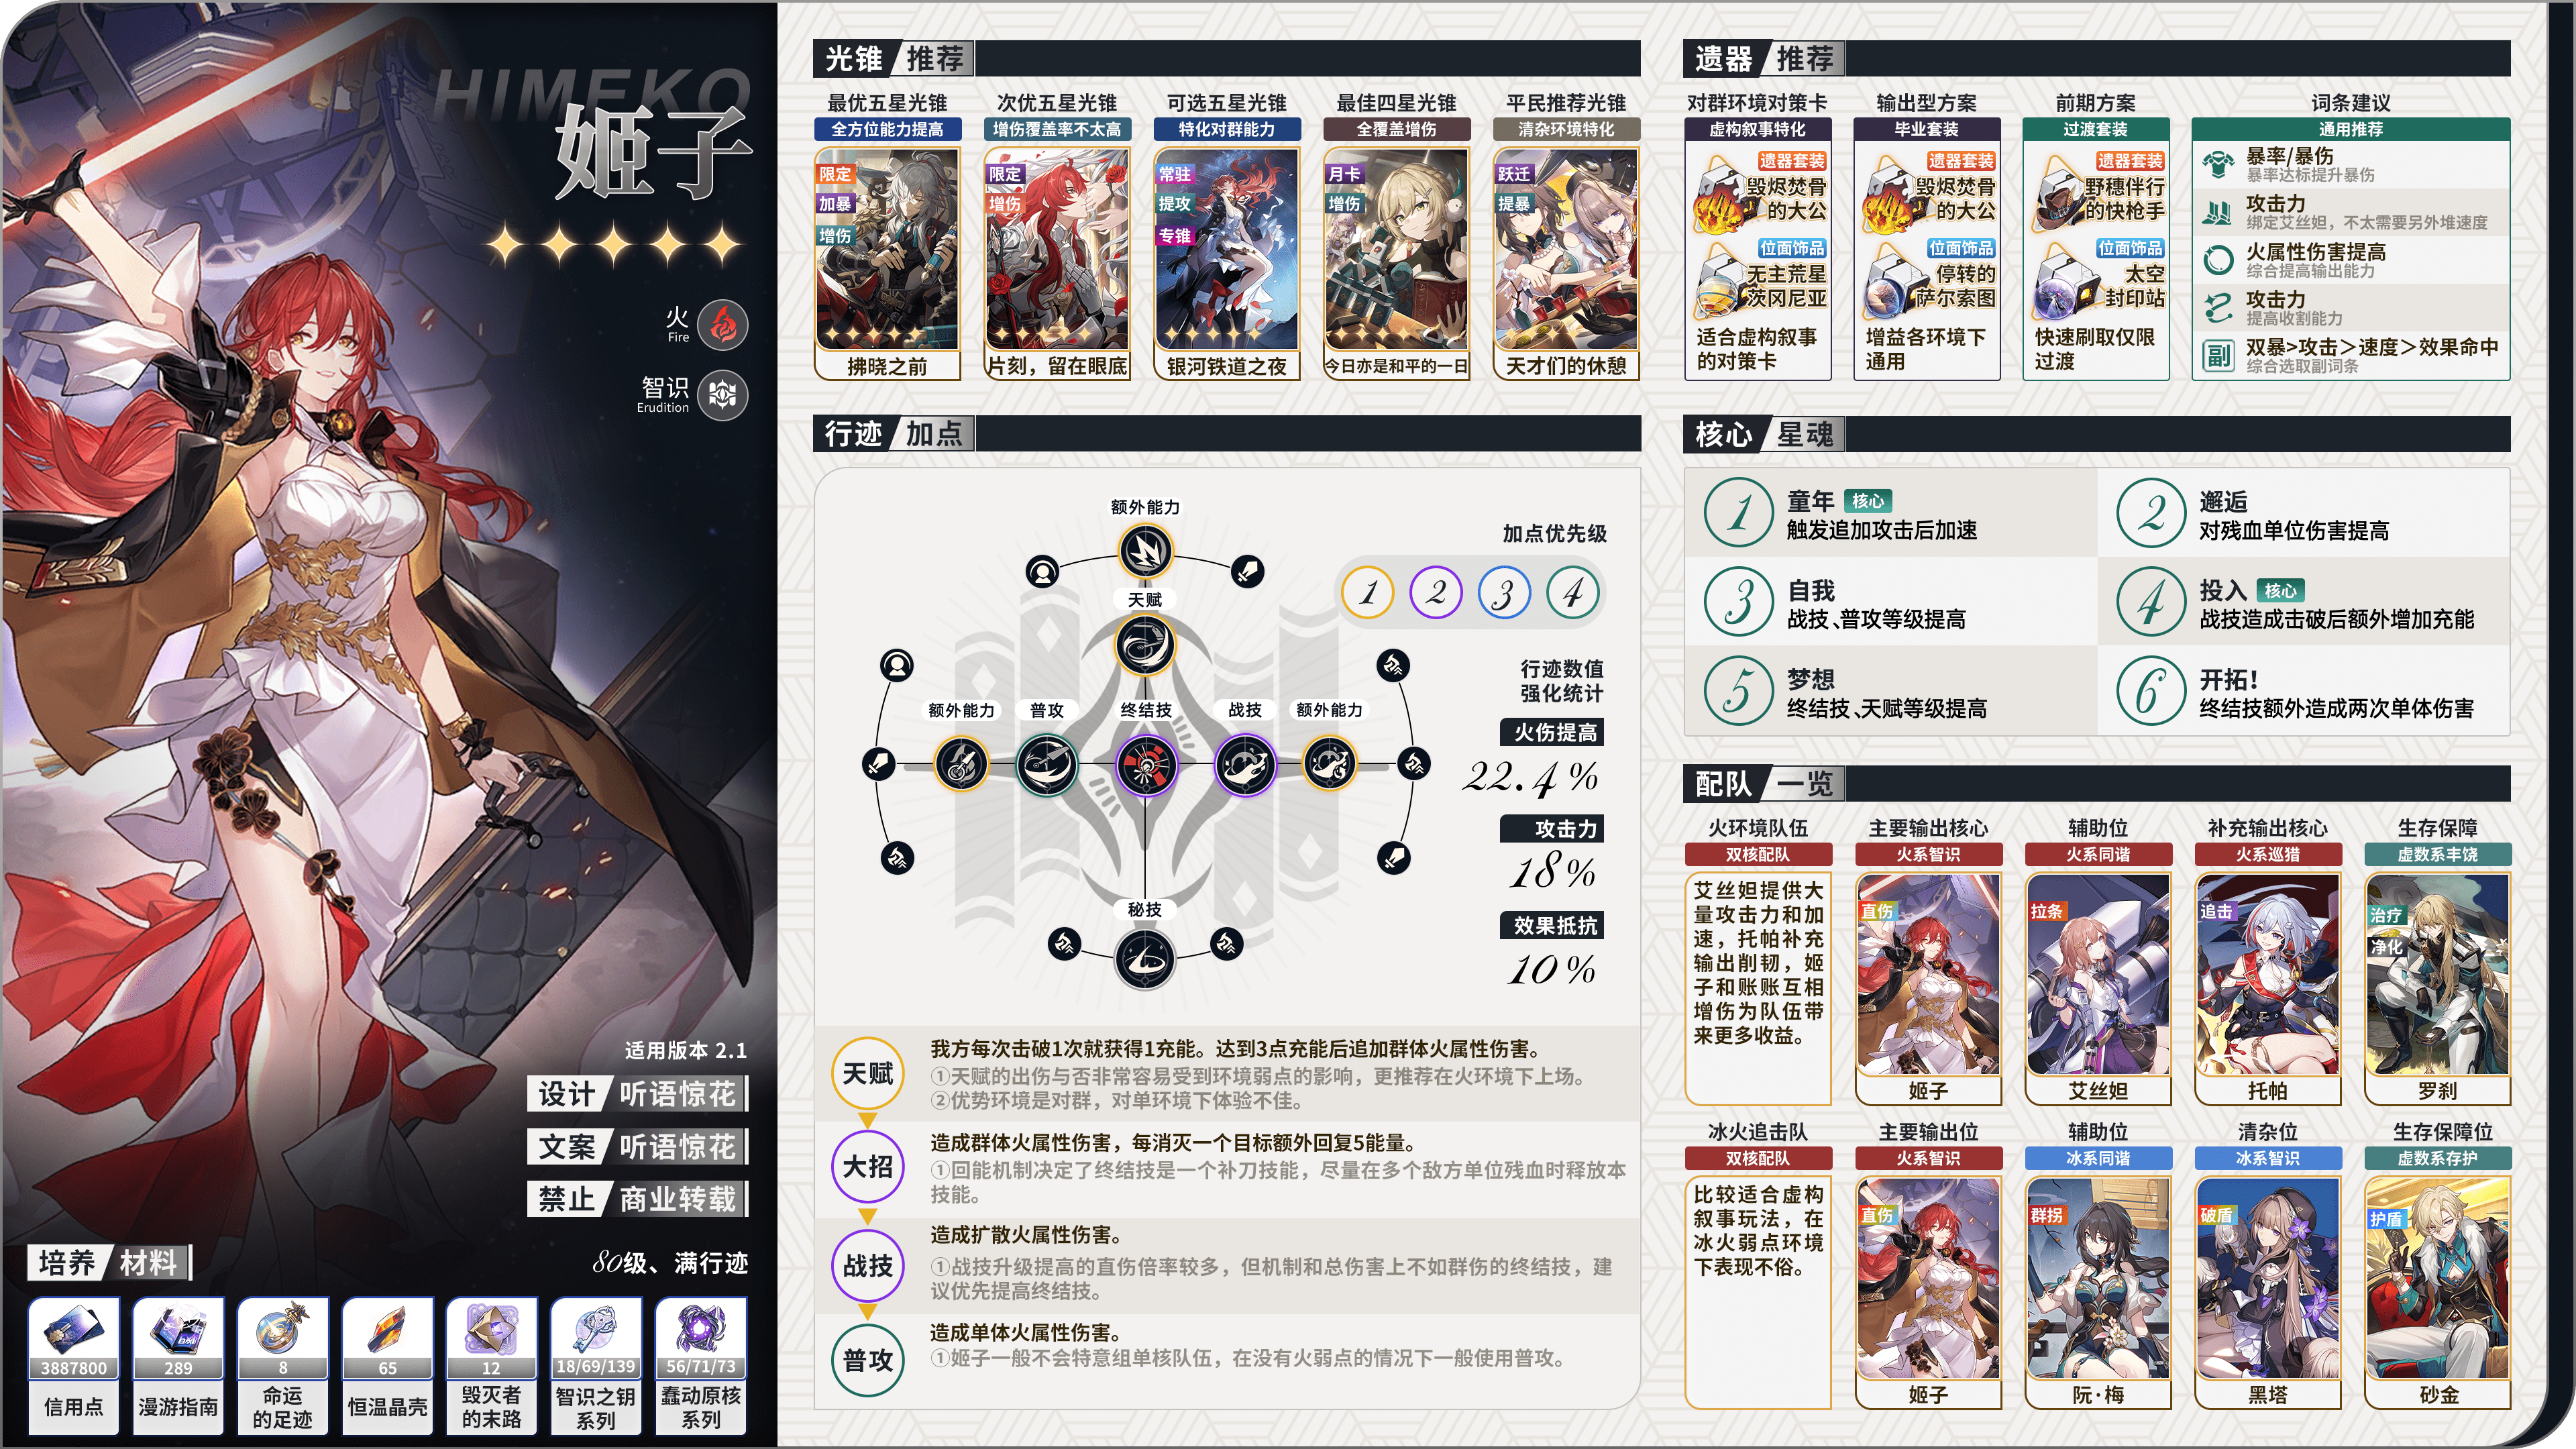 HIMEKO
姬子
火
Fire
智识
Erudition
适用版本 2.1
设计 听语惊花
文案 听语惊花
禁止 商业转载
培养 材料
80级、满行迹
3887800
信用点
289
漫游指南
8
命运
的足迹
65
恒温晶壳
12
毁灭者
的末路
18/69/139
智识之钥
系列
56/71/73
蠢动原核
系列
光锥 推荐
最优五星光锥
全方位能力提高
限定
加暴
增伤
拂晓之前
次优五星光锥
增伤覆盖率不太高
限定
增伤
片刻，留在眼底
可选五星光锥
特化对群能力
常驻
提攻
专锥
银河铁道之夜
最佳四星光锥
全覆盖增伤
月卡
增伤
今日亦是和平的一日
平民推荐光锥
清杂环境特化
跃迁
提暴
天才们的休憩
行迹 加点
额外能力
天赋
额外能力
普攻
终结技
战技
额外能力
秘技
加点优先级
1 2 3 4
行迹数值
强化统计
火伤提高
22.4 %
攻击力
18 %
效果抵抗
10 %
天赋
我方每次击破1次就获得1充能。达到3点充能后追加群体火属性伤害。
①天赋的出伤与否非常容易受到环境弱点的影响，更推荐在火环境下上场。
②优势环境是对群，对单环境下体验不佳。
大招
造成群体火属性伤害，每消灭一个目标额外回复5能量。
①回能机制决定了终结技是一个补刀技能，尽量在多个敌方单位残血时释放本
技能。
战技
造成扩散火属性伤害。
①战技升级提高的直伤倍率较多，但机制和总伤害上不如群伤的终结技，建
议优先提高终结技。
普攻
造成单体火属性伤害。
①姬子一般不会特意组单核队伍，在没有火弱点的情况下一般使用普攻。
遗器 推荐
对群环境对策卡
虚构叙事特化
遗器套装
毁烬焚骨
的大公
位面饰品
无主荒星
茨冈尼亚
适合虚构叙事
的对策卡
输出型方案
毕业套装
遗器套装
毁烬焚骨
的大公
位面饰品
停转的
萨尔索图
增益各环境下
通用
前期方案
过渡套装
遗器套装
野穗伴行
的快枪手
位面饰品
太空
封印站
快速刷取仅限
过渡
词条建议
通用推荐
暴率/暴伤
暴率达标提升暴伤
攻击力
绑定艾丝妲，不太需要另外堆速度
火属性伤害提高
综合提高输出能力
攻击力
提高收割能力
副
双暴>攻击＞速度＞效果命中
综合选取副词条
核心 星魂
1
童年 核心
触发追加攻击后加速
2
邂逅
对残血单位伤害提高
3
自我
战技、普攻等级提高
4
投入 核心
战技造成击破后额外增加充能
5
梦想
终结技、天赋等级提高
6
开拓！
终结技额外造成两次单体伤害
配队 一览
火环境队伍
双核配队
艾丝妲提供大
量攻击力和加
速，托帕补充
输出削韧，姬
子和账账互相
增伤为队伍带
来更多收益。
主要输出核心
火系智识
直伤
姬子
辅助位
火系同谐
拉条
艾丝妲
补充输出核心
火系巡猎
追击
托帕
生存保障
虚数系丰饶
治疗
净化
罗刹
冰火追击队
双核配队
比较适合虚构
叙事玩法，在
冰火弱点环境
下表现不俗。
主要输出位
火系智识
直伤
姬子
辅助位
冰系同谐
群拐
阮·梅
清杂位
冰系智识
破盾
黑塔
生存保障位
虚数系存护
护盾
砂金